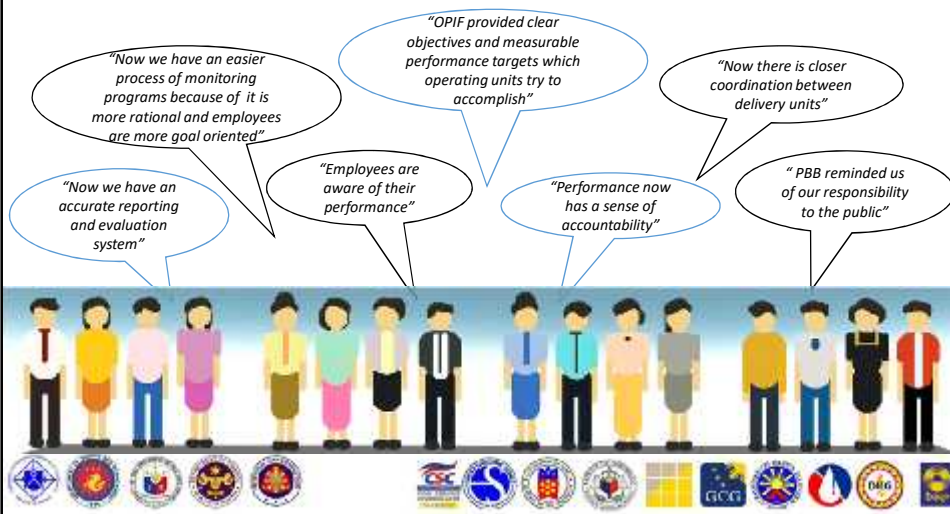 “OPIF provided clear
objectives and measurable
performance targets which
operating units try to
accomplish”
“Now we have an easier
process of monitoring
programs because of it is
more rational and employees
are more goal oriented”
“Now there is closer
coordination between
delivery units”
“Now we have an
accurate reporting
and evaluation
system”
“Employees are
aware of their
performance”
“Performance now
has a sense of
accountability”
“ PBB reminded us
of our responsibility
to the public”
CSC
GCG